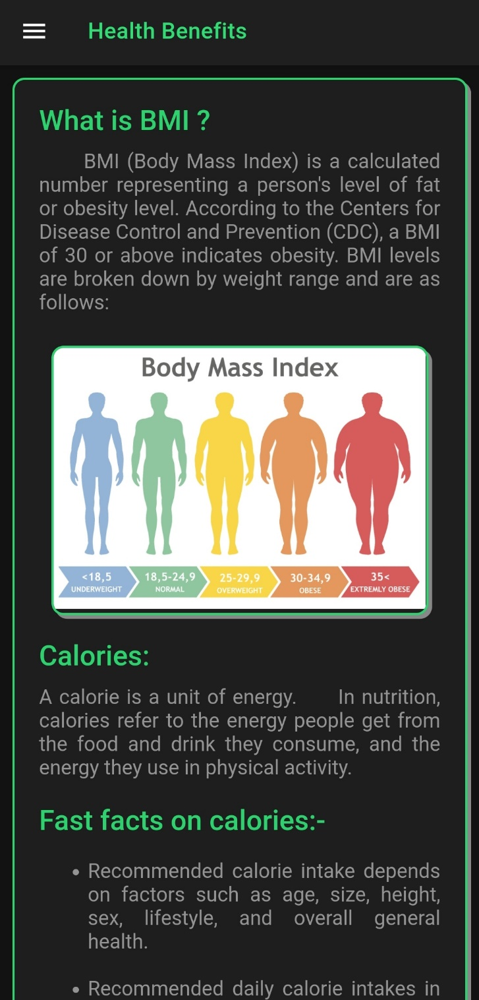 Health Benefits
What is BMI ?
BMI (Body Mass Index) is a calculated
number representing a person's level of fat
or obesity level. According to the Centers for
Disease Control and Prevention (CDC), a BMI
of 30 or above indicates obesity. BMI levels
are broken down by weight range and are as
follows:
Body Mass Index
<18,5
UNDERWEIGHT
18,5-24,9
NORMAL
25-29,9
OVERWEIGHT
30-34,9
OBESE
35<
EXTREMLY OBESE
Calories:
A calorie is a unit of energy. In nutrition,
calories refer to the energy people get from
the food and drink they consume, and the
energy they use in physical activity.
Fast facts on calories:-
• Recommended calorie intake depends
on factors such as age, size, height,
sex, lifestyle, and overall general
health.
• Recommended daily calorie intakes in